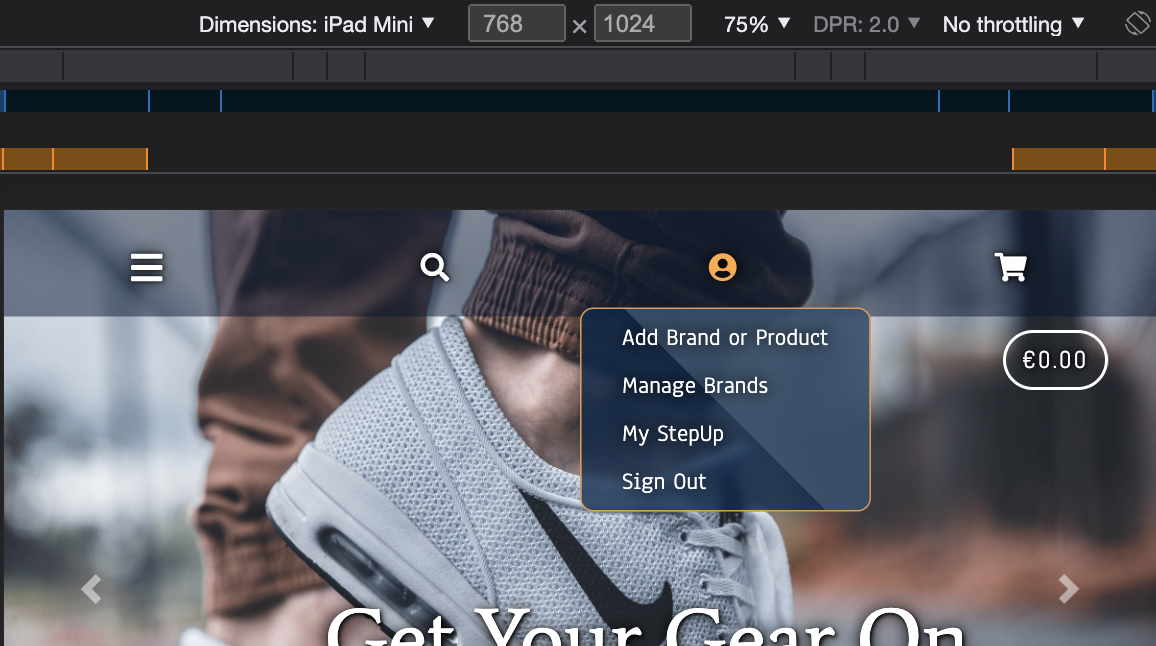 Dimensions: iPad Mini ▼ 768 × 1024 75% ▼ DPR: 2.0 ▼ No throttling ▼
Add Brand or Product
Manage Brands
My StepUp
Sign Out
€0.00
Get Your Gear On